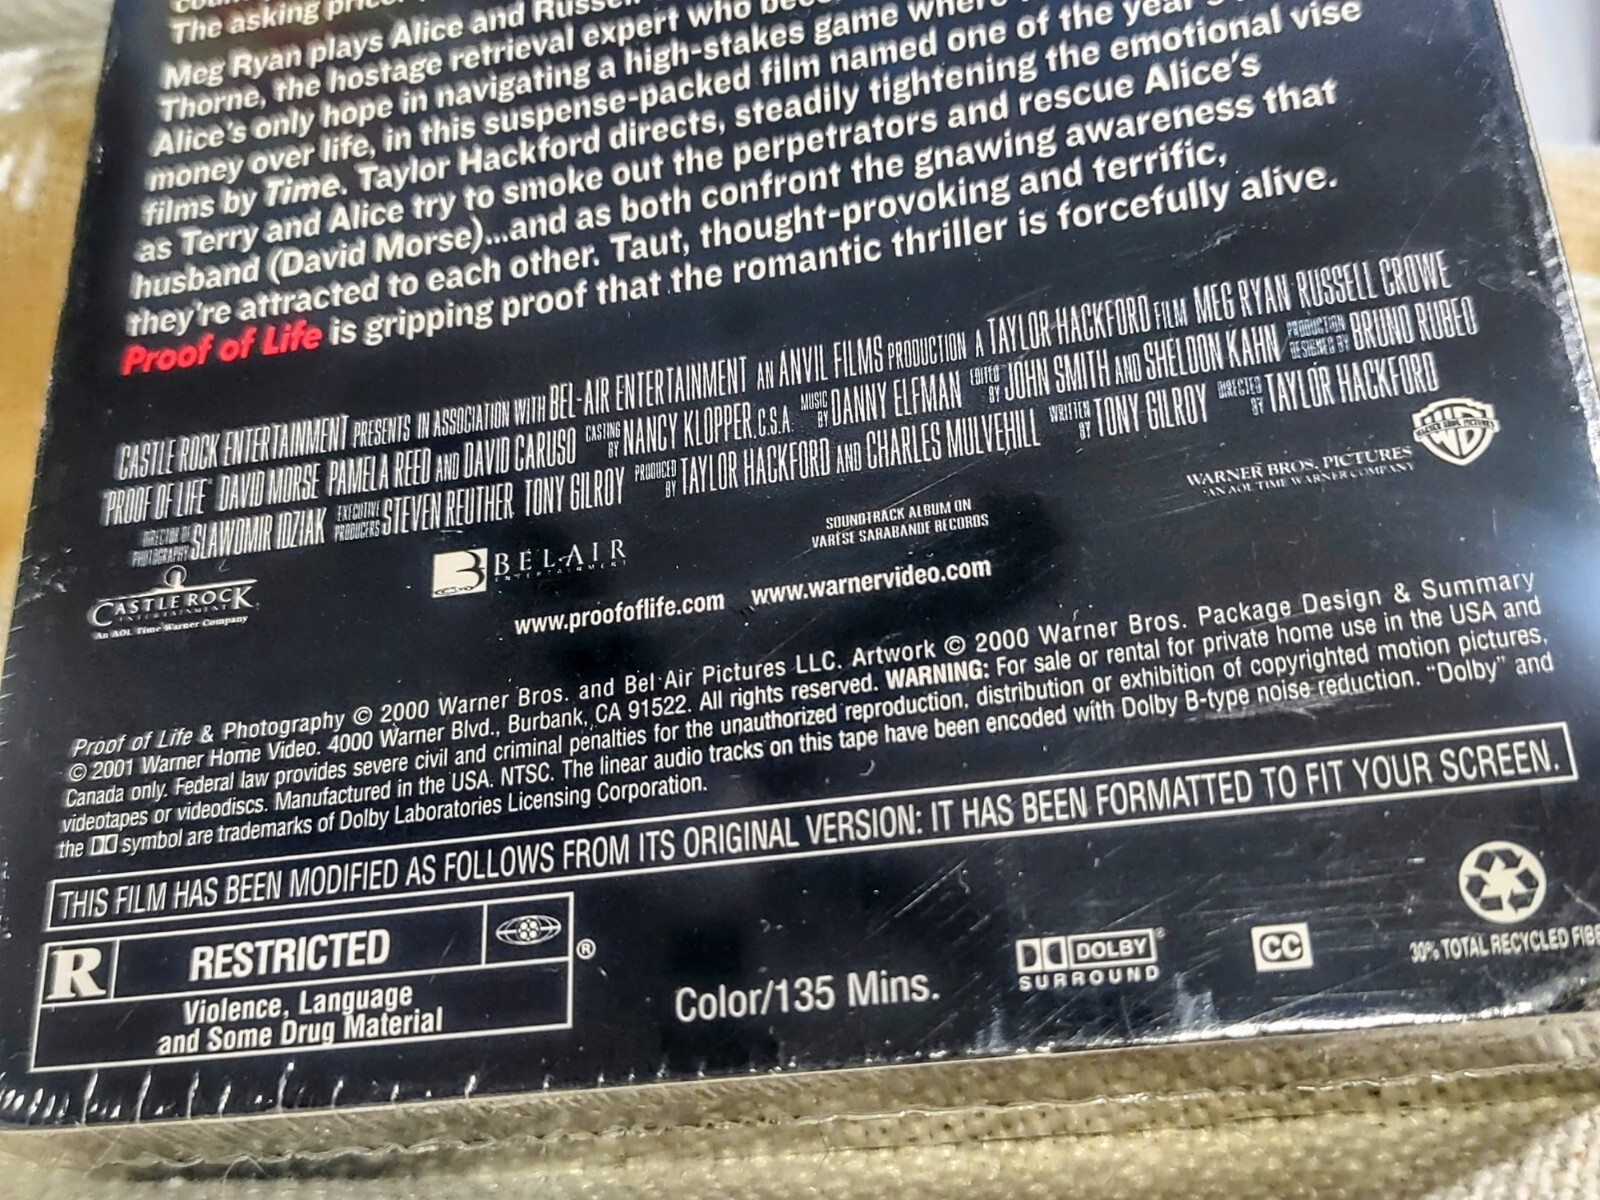 The asking price:
Meg Ryan plays Alice and Russell
Thorne, the hostage retrieval expert who
Alice's only hope in navigating a high-stakes game where
money over life, in this suspense-packed film named one of the year's
films by Time. Taylor Hackford directs, steadily tightening the emotional vise
as Terry and Alice try to smoke out the perpetrators and rescue Alice's
husband (David Morse)...and as both confront the gnawing awareness that
they're attracted to each other. Taut, thought-provoking and terrific,
Proof of Life is gripping proof that the romantic thriller is forcefully alive.
CASTLE ROCK ENTERTAINMENT PRESENTS IN ASSOCIATION WITH BEL-AIR ENTERTAINMENT AN ANVIL FILMS PRODUCTION A TAYLOR HACKFORD FILM MEG RYAN RUSSELL CROWE
"PROOF OF LIFE" DAVID MORSE PAMELA REED AND DAVID CARUSO CASTING BY NANCY KLOPPER, C.S.A. MUSIC BY DANNY ELFMAN EDITED BY JOHN SMITH AND SHELDON KAHN PRODUCTION DESIGNED BY BRUNO RUBEO
DIRECTOR OF PHOTOGRAPHY SLAWOMIR IDZIAK EXECUTIVE PRODUCERS STEVEN REUTHER TONY GILROY PRODUCED BY TAYLOR HACKFORD AND CHARLES MULVEHILL WRITTEN BY TONY GILROY DIRECTED BY TAYLOR HACKFORD
CASTLE ROCK
ENTERTAINMENT
An AOL Time Warner Company
BEL-AIR
ENTERTAINMENT
SOUNDTRACK ALBUM ON
VARÈSE SARABANDE RECORDS
WARNER BROS. PICTURES
WARNER BROS. PICTURES
AN AOL TIME WARNER COMPANY
www.proofoflife.com www.warnervideo.com
Proof of Life & Photography © 2000 Warner Bros. and Bel Air Pictures LLC. Artwork © 2000 Warner Bros. Package Design & Summary
© 2001 Warner Home Video. 4000 Warner Blvd., Burbank, CA 91522. All rights reserved. WARNING: For sale or rental for private home use in the USA and
Canada only. Federal law provides severe civil and criminal penalties for the unauthorized reproduction, distribution or exhibition of copyrighted motion pictures,
videotapes or videodiscs. Manufactured in the USA. NTSC. The linear audio tracks on this tape have been encoded with Dolby B-type noise reduction. "Dolby" and
the DD symbol are trademarks of Dolby Laboratories Licensing Corporation.
THIS FILM HAS BEEN MODIFIED AS FOLLOWS FROM ITS ORIGINAL VERSION: IT HAS BEEN FORMATTED TO FIT YOUR SCREEN.
R RESTRICTED ®
Violence, Language
and Some Drug Material
Color/135 Mins.
DOLBY®
SURROUND
CC
30% TOTAL RECYCLED